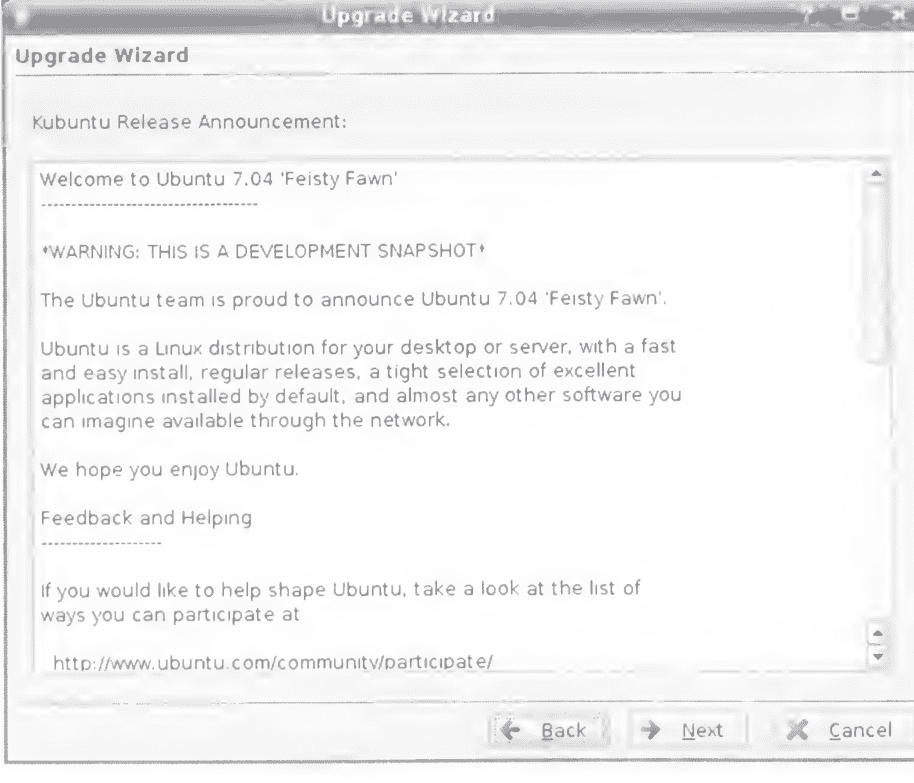 Upgrade Wizard
Upgrade Wizard
Kubuntu Release Announcement:
Welcome to Ubuntu 7.04 'Feisty Fawn'
------------------------------------
*WARNING: THIS IS A DEVELOPMENT SNAPSHOT*
The Ubuntu team is proud to announce Ubuntu 7.04 'Feisty Fawn'.
Ubuntu is a Linux distribution for your desktop or server, with a fast
and easy install, regular releases, a tight selection of excellent
applications installed by default, and almost any other software you
can imagine available through the network.
We hope you enjoy Ubuntu.
Feedback and Helping
--------------------
If you would like to help shape Ubuntu, take a look at the list of
ways you can participate at
http://www.ubuntu.com/community/participate/
Back Next Cancel